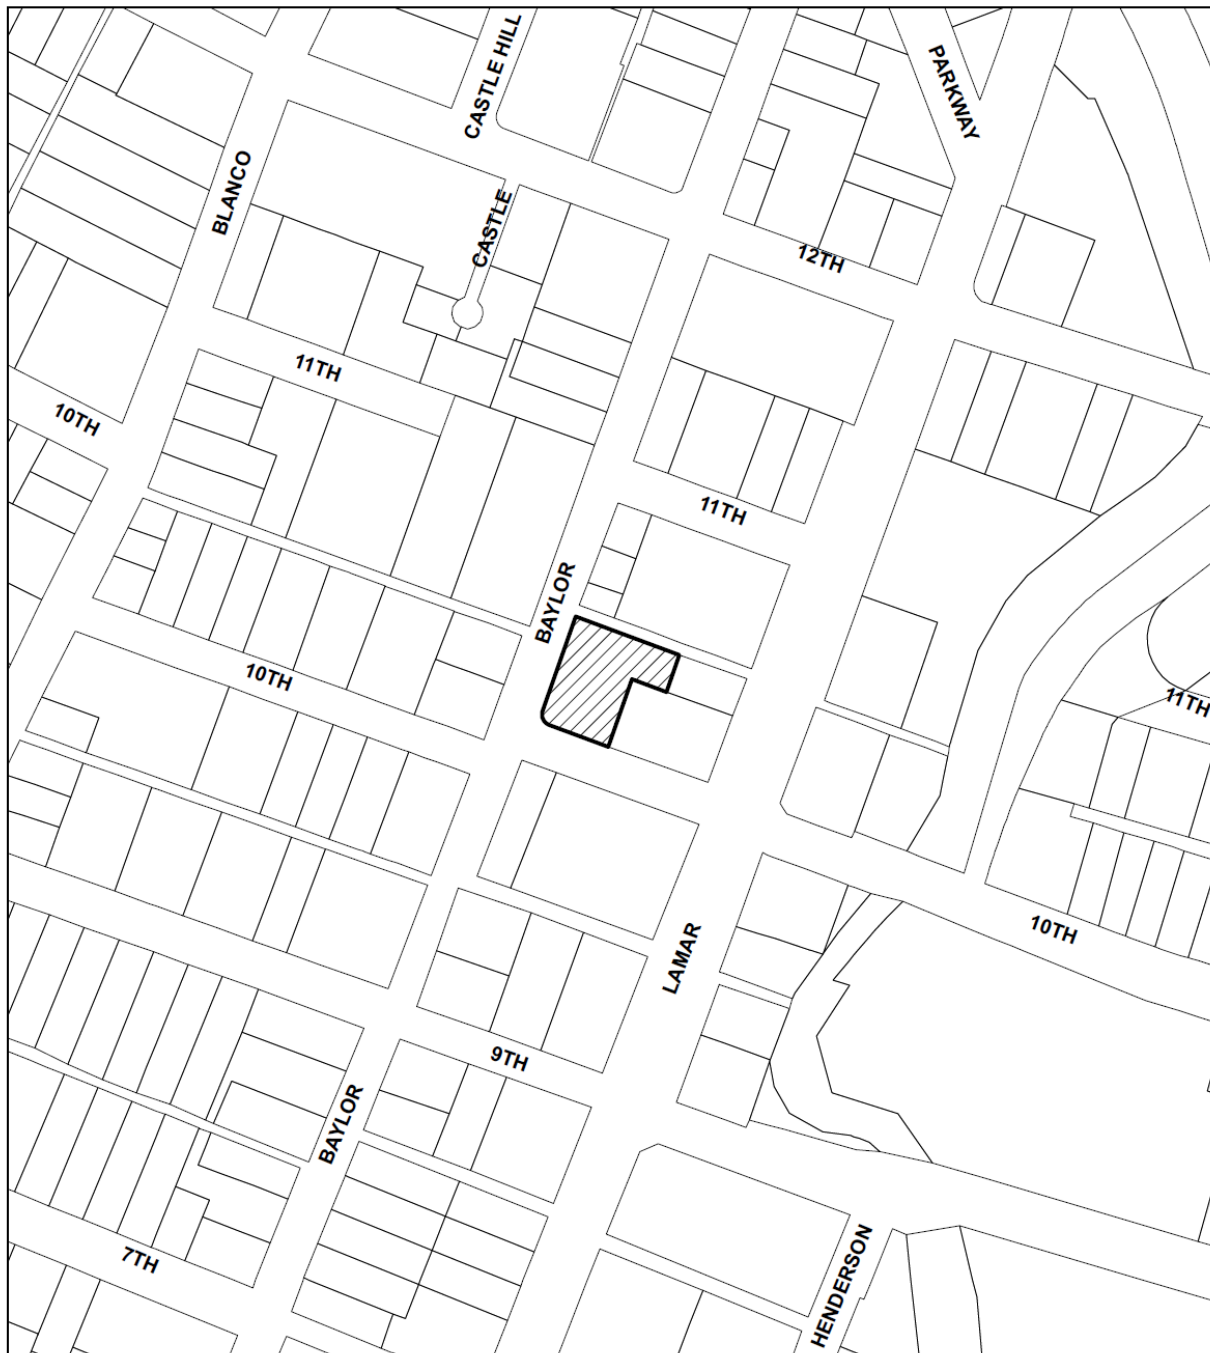 CASTLE HILL
PARKWAY
BLANCO
CASTLE
12TH
11TH
10TH
11TH
BAYLOR
10TH
11TH
10TH
LAMAR
9TH
BAYLOR
7TH
HENDERSON